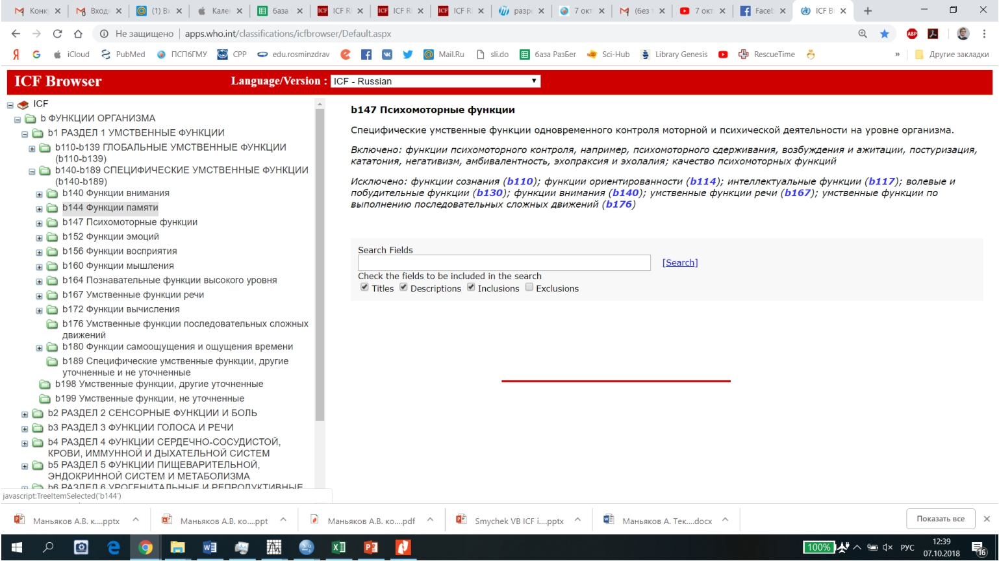 Конк
Входя
(1) Вх
Кален
база
ICF Ri
ICF Ri
ICF Ri
разра
7 окт
(без т
7 окт.
Faceb
ICF Br
Не защищено
apps.who.int/classifications/icfbrowser/Default.aspx
ABP
iCloud
PubMed
ПСПбГМУ
СРР
edu.rosminzdrav
Mail.Ru
sli.do
база РазБег
Sci-Hub
Library Genesis
RescueTime
»
Другие закладки
ICF Browser
Language/Version :
ICF - Russian
ICF
b ФУНКЦИИ ОРГАНИЗМА
b1 РАЗДЕЛ 1 УМСТВЕННЫЕ ФУНКЦИИ
b110-b139 ГЛОБАЛЬНЫЕ УМСТВЕННЫЕ ФУНКЦИИ
(b110-b139)
b140-b189 СПЕЦИФИЧЕСКИЕ УМСТВЕННЫЕ ФУНКЦИИ
(b140-b189)
b140 Функции внимания
b144 Функции памяти
b147 Психомоторные функции
b152 Функции эмоций
b156 Функции восприятия
b160 Функции мышления
b164 Познавательные функции высокого уровня
b167 Умственные функции речи
b172 Функции вычисления
b176 Умственные функции последовательных сложных
движений
b180 Функции самоощущения и ощущения времени
b189 Специфические умственные функции, другие
уточненные и не уточненные
b198 Умственные функции, другие уточненные
b199 Умственные функции, не уточненные
b2 РАЗДЕЛ 2 СЕНСОРНЫЕ ФУНКЦИИ И БОЛЬ
b3 РАЗДЕЛ 3 ФУНКЦИИ ГОЛОСА И РЕЧИ
b4 РАЗДЕЛ 4 ФУНКЦИИ СЕРДЕЧНО-СОСУДИСТОЙ,
КРОВИ, ИММУННОЙ И ДЫХАТЕЛЬНОЙ СИСТЕМ
b5 РАЗДЕЛ 5 ФУНКЦИИ ПИЩЕВАРИТЕЛЬНОЙ,
ЭНДОКРИННОЙ СИСТЕМ И МЕТАБОЛИЗМА
b6 РАЗДЕЛ 6 УРОГЕНИТАЛЬНЫЕ И РЕПРОДУКТИВНЫЕ
javascript:TreeItemSelected('b144')
b147 Психомоторные функции
Специфические умственные функции одновременного контроля моторной и психической деятельности на уровне организма.
Включено: функции психомоторного контроля, например, психомоторного сдерживания, возбуждения и ажитации, постуризация,
кататония, негативизм, амбивалентность, эхопраксия и эхолалия; качество психомоторных функций
Исключено: функции сознания (b110); функции ориентированности (b114); интеллектуальные функции (b117); волевые и
побудительные функции (b130); функции внимания (b140); умственные функции речи (b167); умственные функции по
выполнению последовательных сложных движений (b176)
Search Fields
[Search]
Check the fields to be included in the search
Titles Descriptions Inclusions Exclusions
Маньяков А.В. к....pptx
Маньяков А.В. ко....ppt
Маньяков А.В. ко....pdf
Smychek VB ICF i....pptx
Маньяков А. Тек....docx
Показать все
100%
РУС
12:39
07.10.2018
16